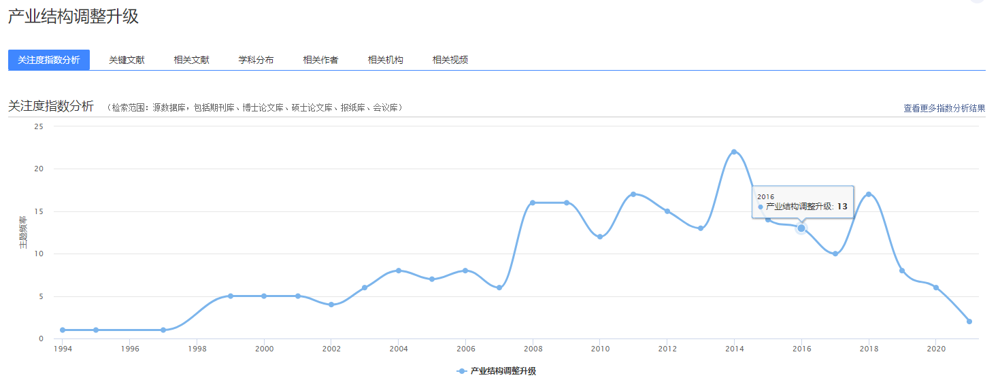 产业结构调整升级
关注度指数分析 关键文献 相关文献 学科分布 相关作者 相关机构 相关视频
关注度指数分析 （检索范围：源数据库，包括期刊库、博士论文库、硕士论文库、报纸库、会议库） 查看更多指数分析结果
25
20
2016
产业结构调整升级: 13
15
主题频率
10
5
0
1994 1996 1998 2000 2002 2004 2006 2008 2010 2012 2014 2016 2018 2020
产业结构调整升级